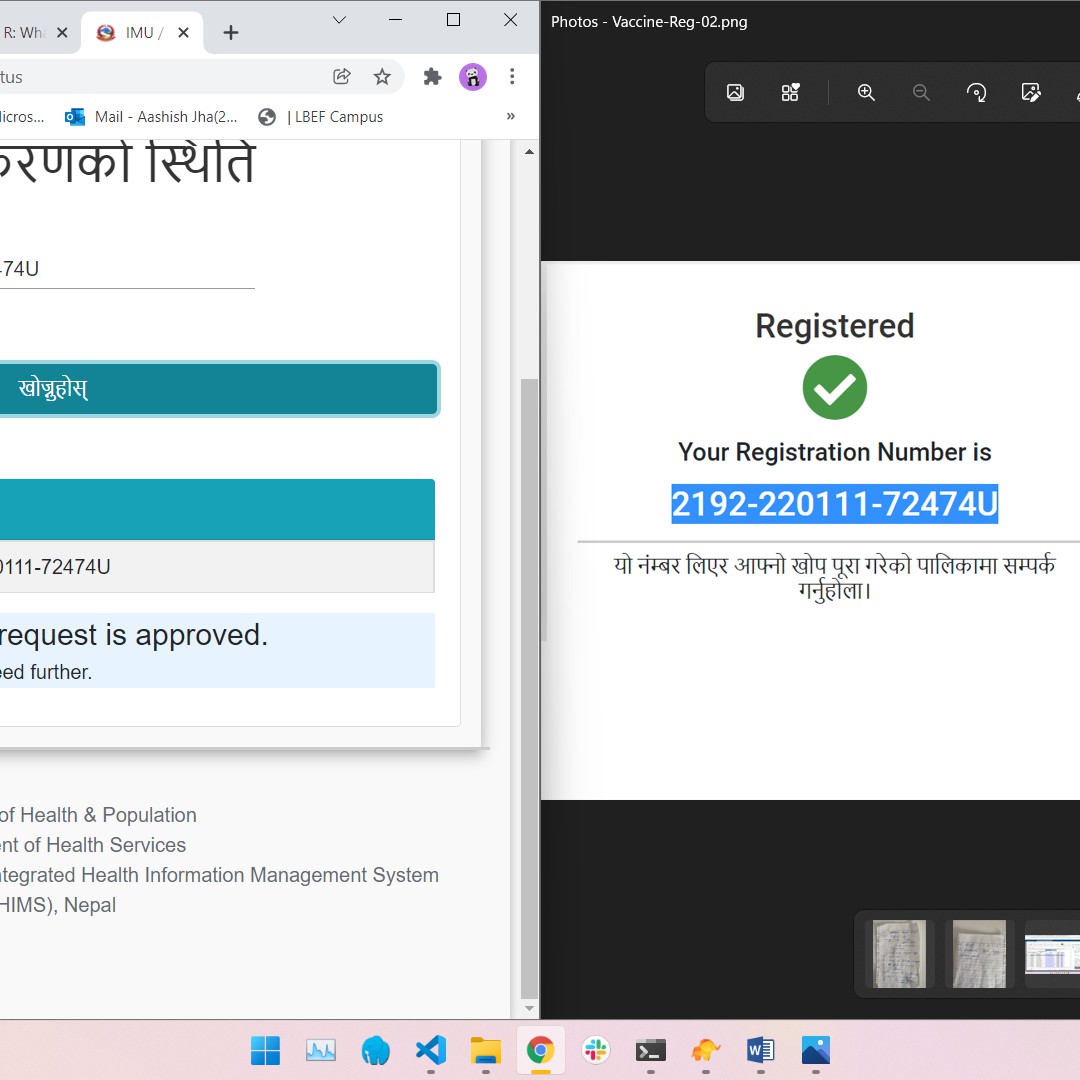 R: Wha
IMU /
tus
icros...
Mail - Aashish Jha(2...
| LBEF Campus
»
करणको स्थिति
74U
खोज्नुहोस्
0111-72474U
request is approved.
eed further.
of Health & Population
ent of Health Services
ntegrated Health Information Management System
HIMS), Nepal
Photos - Vaccine-Reg-02.png
Registered
Your Registration Number is
2192-220111-72474U
यो नंम्बर लिएर आफ्नो खोप पूरा गरेको पालिकामा सम्पर्क
गर्नुहोला।